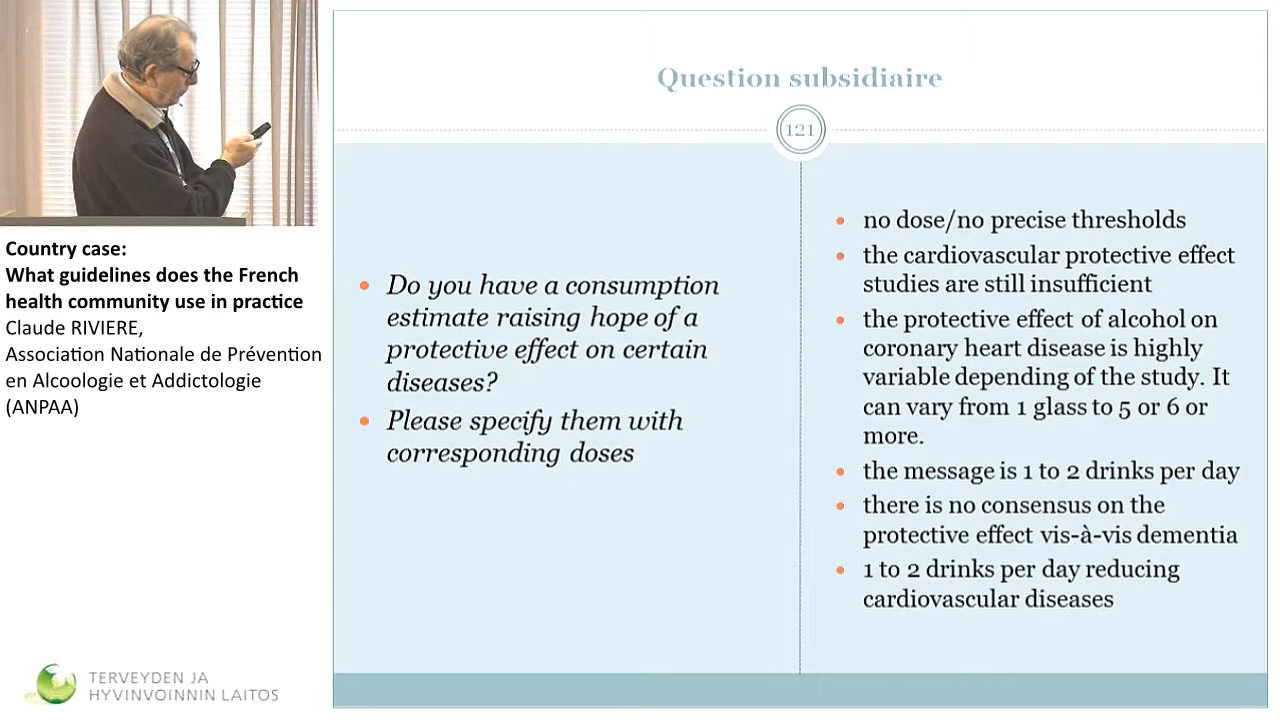 Question subsidiaire
121
Do you have a consumption
estimate raising hope of a
protective effect on certain
diseases?
Please specify them with
corresponding doses
no dose/no precise thresholds
the cardiovascular protective effect
studies are still insufficient
the protective effect of alcohol on
coronary heart disease is highly
variable depending of the study. It
can vary from 1 glass to 5 or 6 or
more.
the message is 1 to 2 drinks per day
there is no consensus on the
protective effect vis-à-vis dementia
1 to 2 drinks per day reducing
cardiovascular diseases
Country case:
What guidelines does the French
health community use in practice
Claude RIVIERE,
Association Nationale de Prévention
en Alcoologie et Addictologie
(ANPAA)
TERVEYDEN JA
HYVINVOINNIN LAITOS